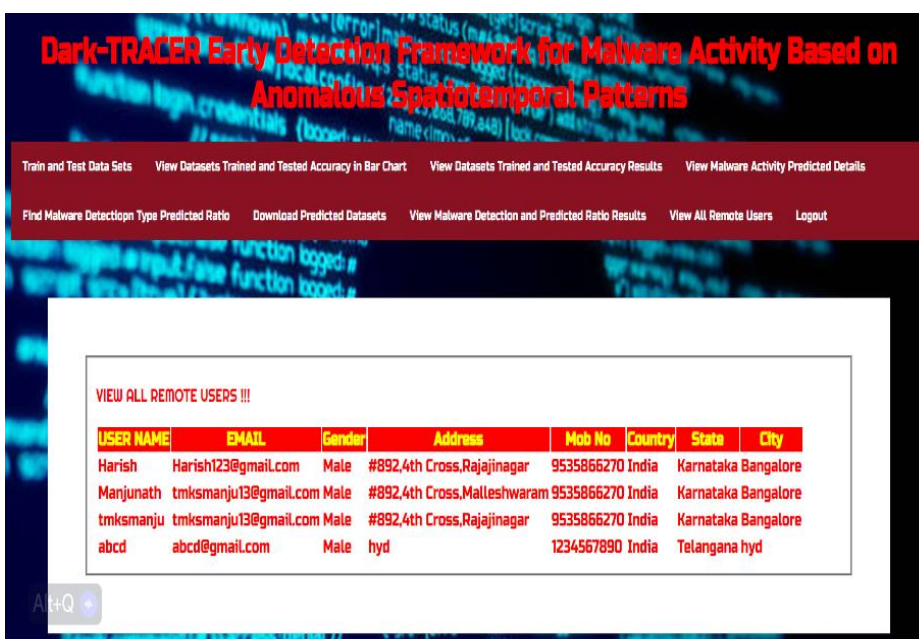 Dark-TRACER Early Detection Framework for Malware Activity Based on
Anomalous Spatiotemporal Patterns
Train and Test Data Sets View Datasets Trained and Tested Accuracy in Bar Chart View Datasets Trained and Tested Accuracy Results View Malware Activity Predicted Details
Find Malware Detectiopn Type Predicted Ratio Download Predicted Datasets View Malware Detection and Predicted Ratio Results View All Remote Users Logout
VIEW ALL REMOTE USERS !!!
USER NAME EMAIL Gender Address Mob No Country State City
Harish Harish123@gmail.com Male #892,4th Cross,Rajajinagar 9535866270 India Karnataka Bangalore
Manjunath tmksmanju13@gmail.com Male #892,4th Cross,Malleshwaram 9535866270 India Karnataka Bangalore
tmksmanju tmksmanju13@gmail.com Male #892,4th Cross,Rajajinagar 9535866270 India Karnataka Bangalore
abcd abcd@gmail.com Male hyd 1234567890 India Telangana hyd
Alt+Q